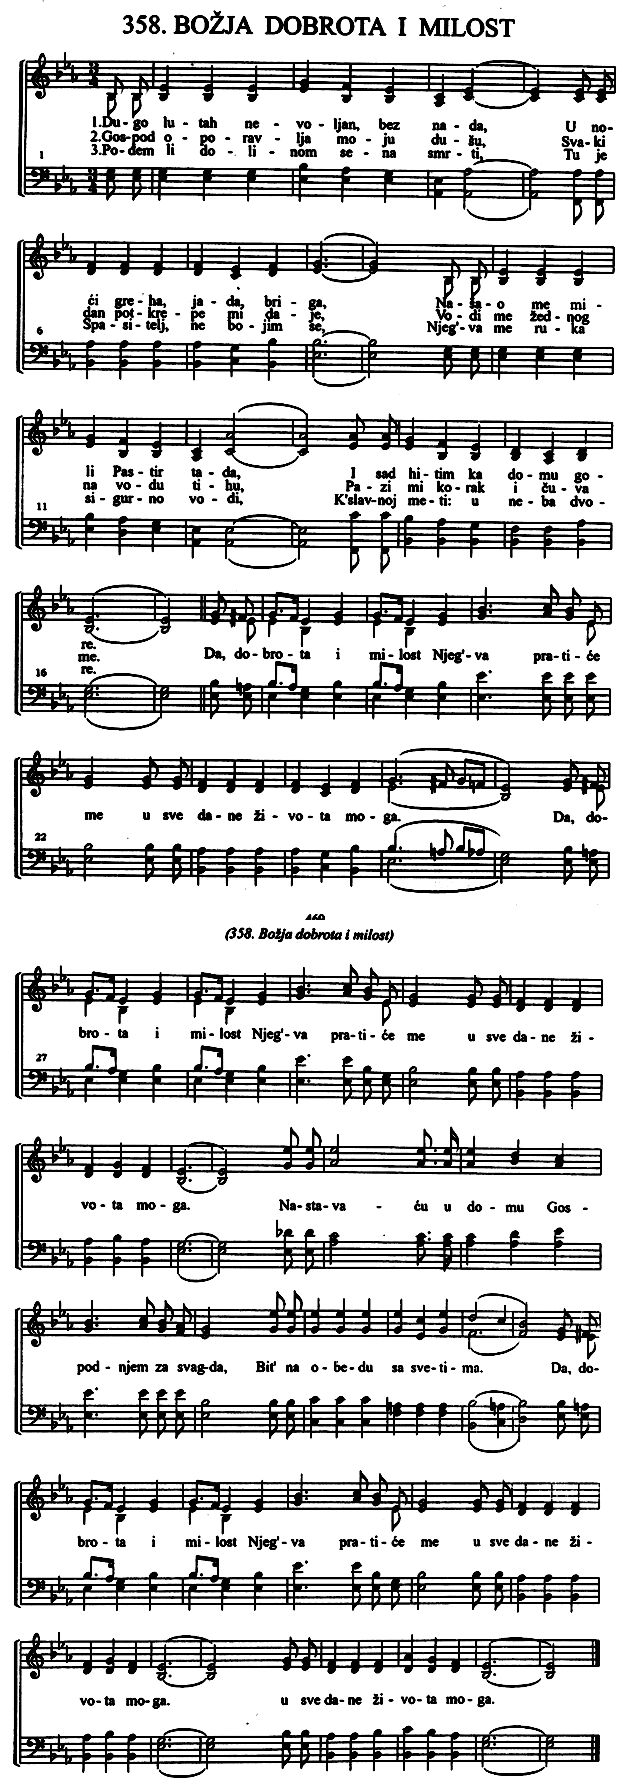 358. BOŽJA DOBROTA I MILOST
1.Du-go lu-tah ne-vo-ljan, bez na-da, U no-
2.Gos-pod o-po-rav-lja mo-ju du-šu, Sva-ki
3.Po-đem li do-li-nom se-na smr-ti, Tu je
1
ći gre-ha, ja-da, bri-ga, Na-ša-o me mi-
dan pot-kre-pe mi da-je, Vo-di me žed-nog
Spa-si-telj, ne bo-jim se, Njeg'-va me ru-ka
6
li Pas-tir ta-da, I sad hi-tim ka do-mu go-
na vo-du ti-hu, Pa-zi mi ko-rak i ču-va
si-gur-no vo-di, K'slav-noj me-ti: u ne-ba dvo-
11
re.
me. Da, do-bro-ta i mi-lost Njeg'-va pra-ti-će
re.
16
me u sve da-ne ži-vo-ta mo-ga. Da, do-
22
460
(358. Božja dobrota i milost)
bro-ta i mi-lost Njeg'-va pra-ti-će me u sve da-ne ži-
27
vo-ta mo-ga. Na-sta-va-ću u do-mu Gos-
pod-njem za svag-da, Bit' na o-be-du sa sve-ti-ma. Da, do-
bro-ta i mi-lost Njeg'-va pra-ti-će me u sve da-ne ži-
vo-ta mo-ga. u sve da-ne ži-vo-ta mo-ga.